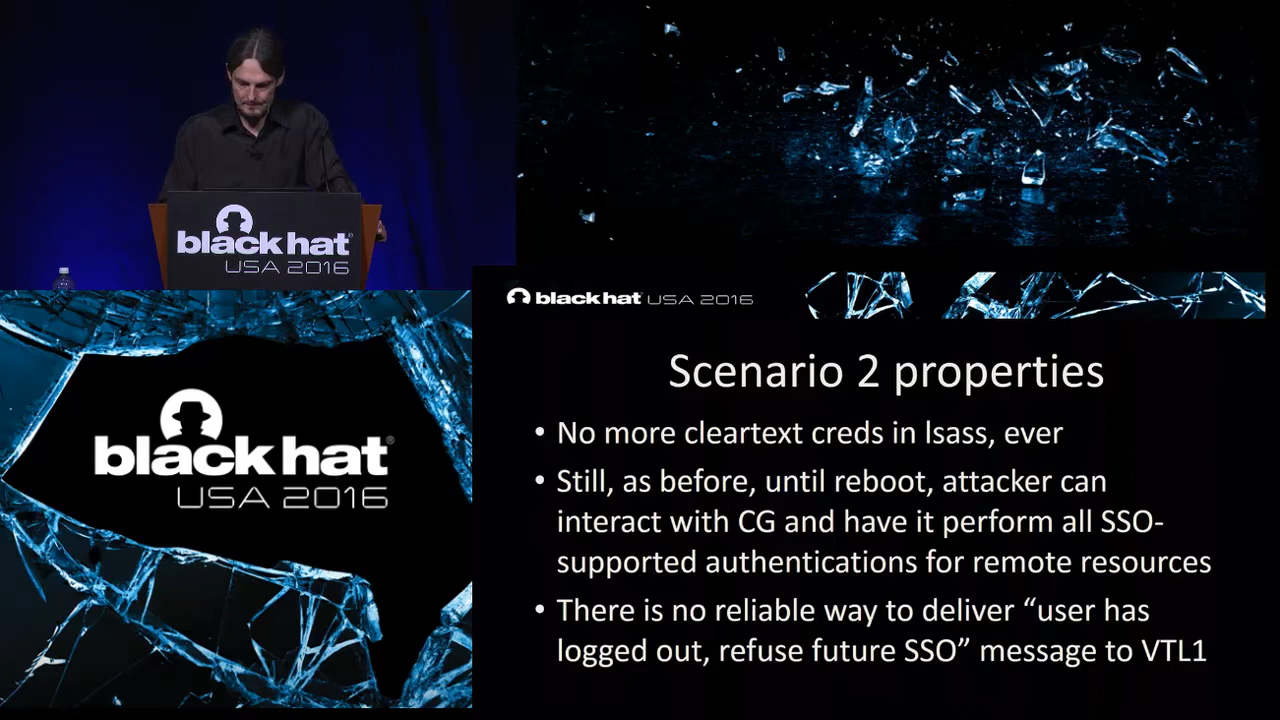 black hat
USA 2016
black hat USA 2016
black hat
USA 2016
Scenario 2 properties
• No more cleartext creds in lsass, ever
• Still, as before, until reboot, attacker can
interact with CG and have it perform all SSO-
supported authentications for remote resources
• There is no reliable way to deliver “user has
logged out, refuse future SSO” message to VTL1